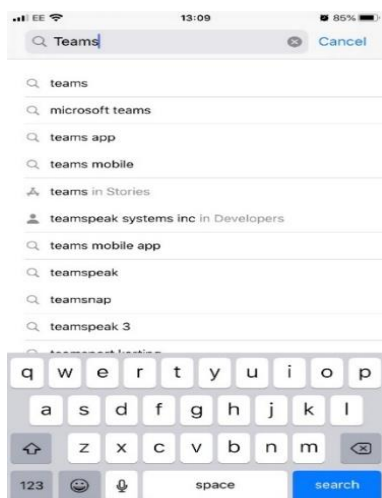 EE 13:09 85%
Teams Cancel
teams
microsoft teams
teams app
teams mobile
teams in Stories
teamspeak systems inc in Developers
teams mobile app
teamspeak
teamsnap
teamspeak 3
q w e r t y u i o p
a s d f g h j k l
z x c v b n m
123 space search